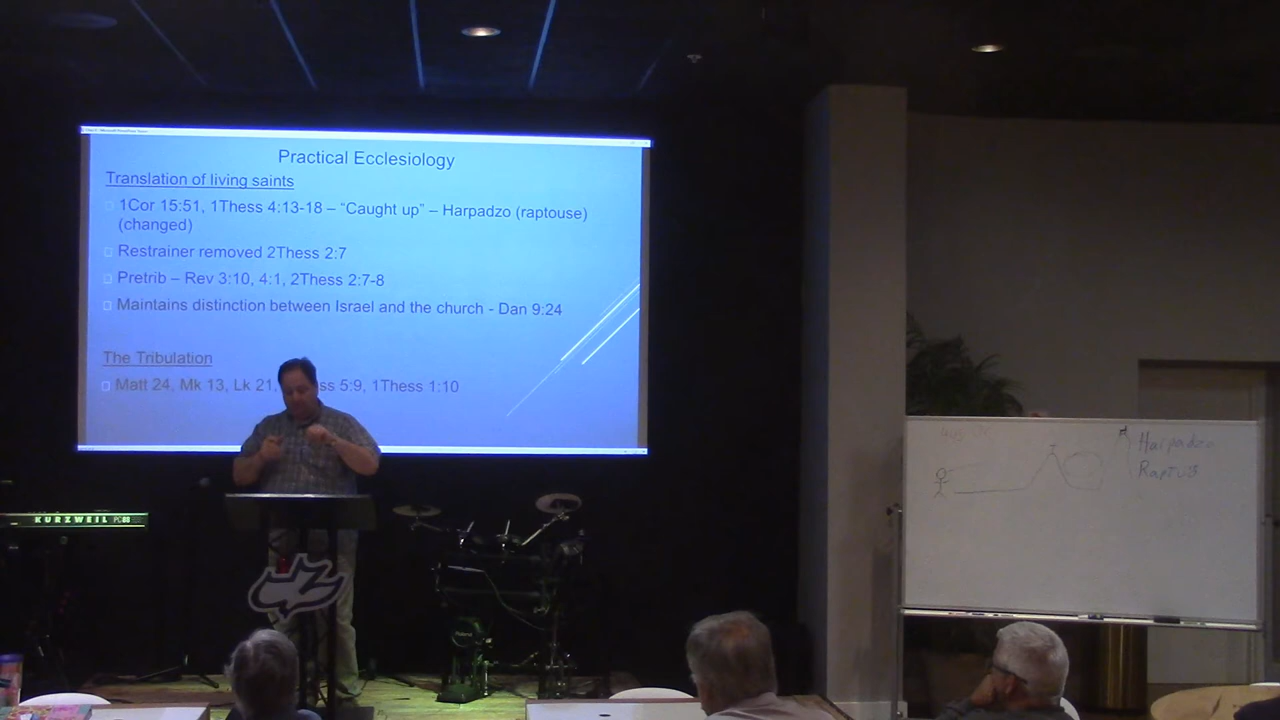 Practical Ecclesiology
Translation of living saints
1Cor 15:51, 1Thess 4:13-18 – “Caught up” – Harpadzo (raptouse)
(changed)
Restrainer removed 2Thess 2:7
Pretrib – Rev 3:10, 4:1, 2Thess 2:7-8
Maintains distinction between Israel and the church - Dan 9:24
The Tribulation
Matt 24, Mk 13, Lk 21, ss 5:9, 1Thess 1:10
KURZWEIL PC88
Roland
Harpadzo
RAPTUS